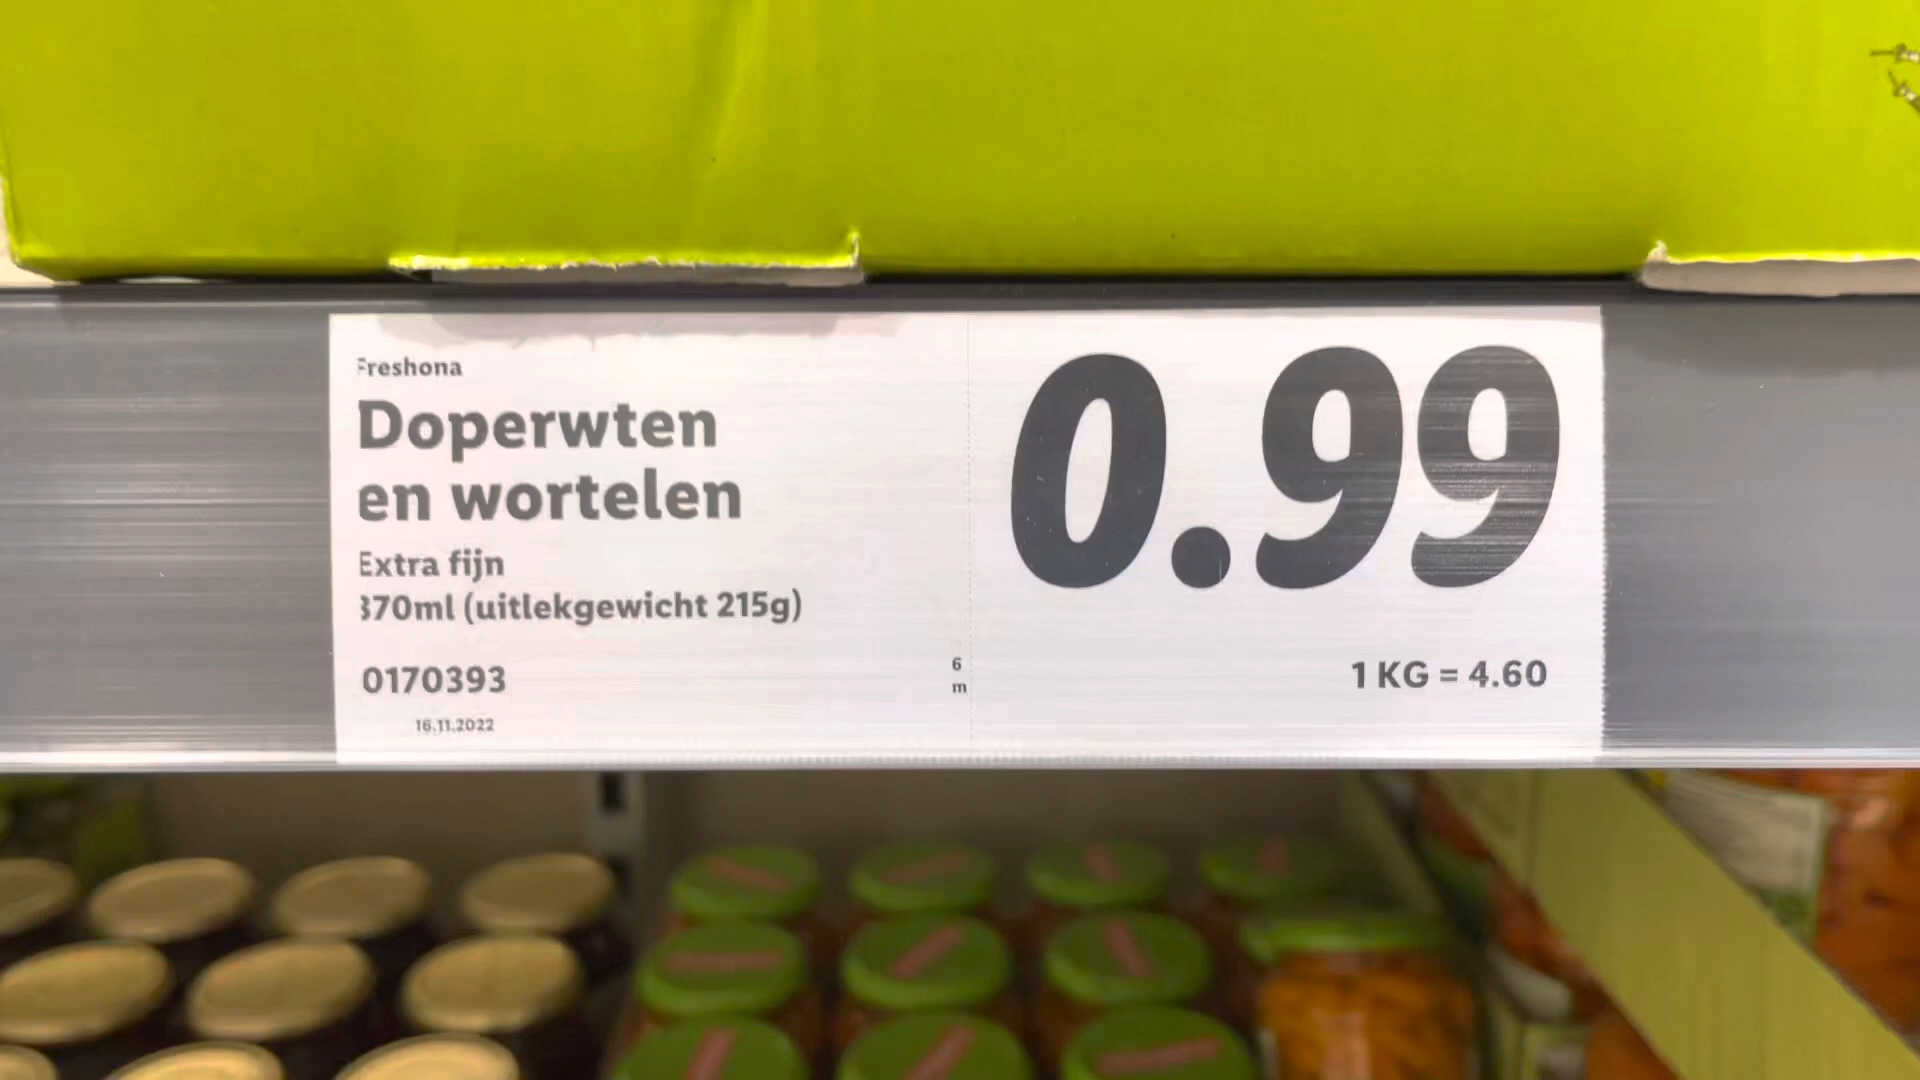 Freshona
Doperwten
en wortelen
Extra fijn
370ml (uitlekgewicht 215g)
0170393
16.11.2022
6
m
0.99
1 KG = 4.60